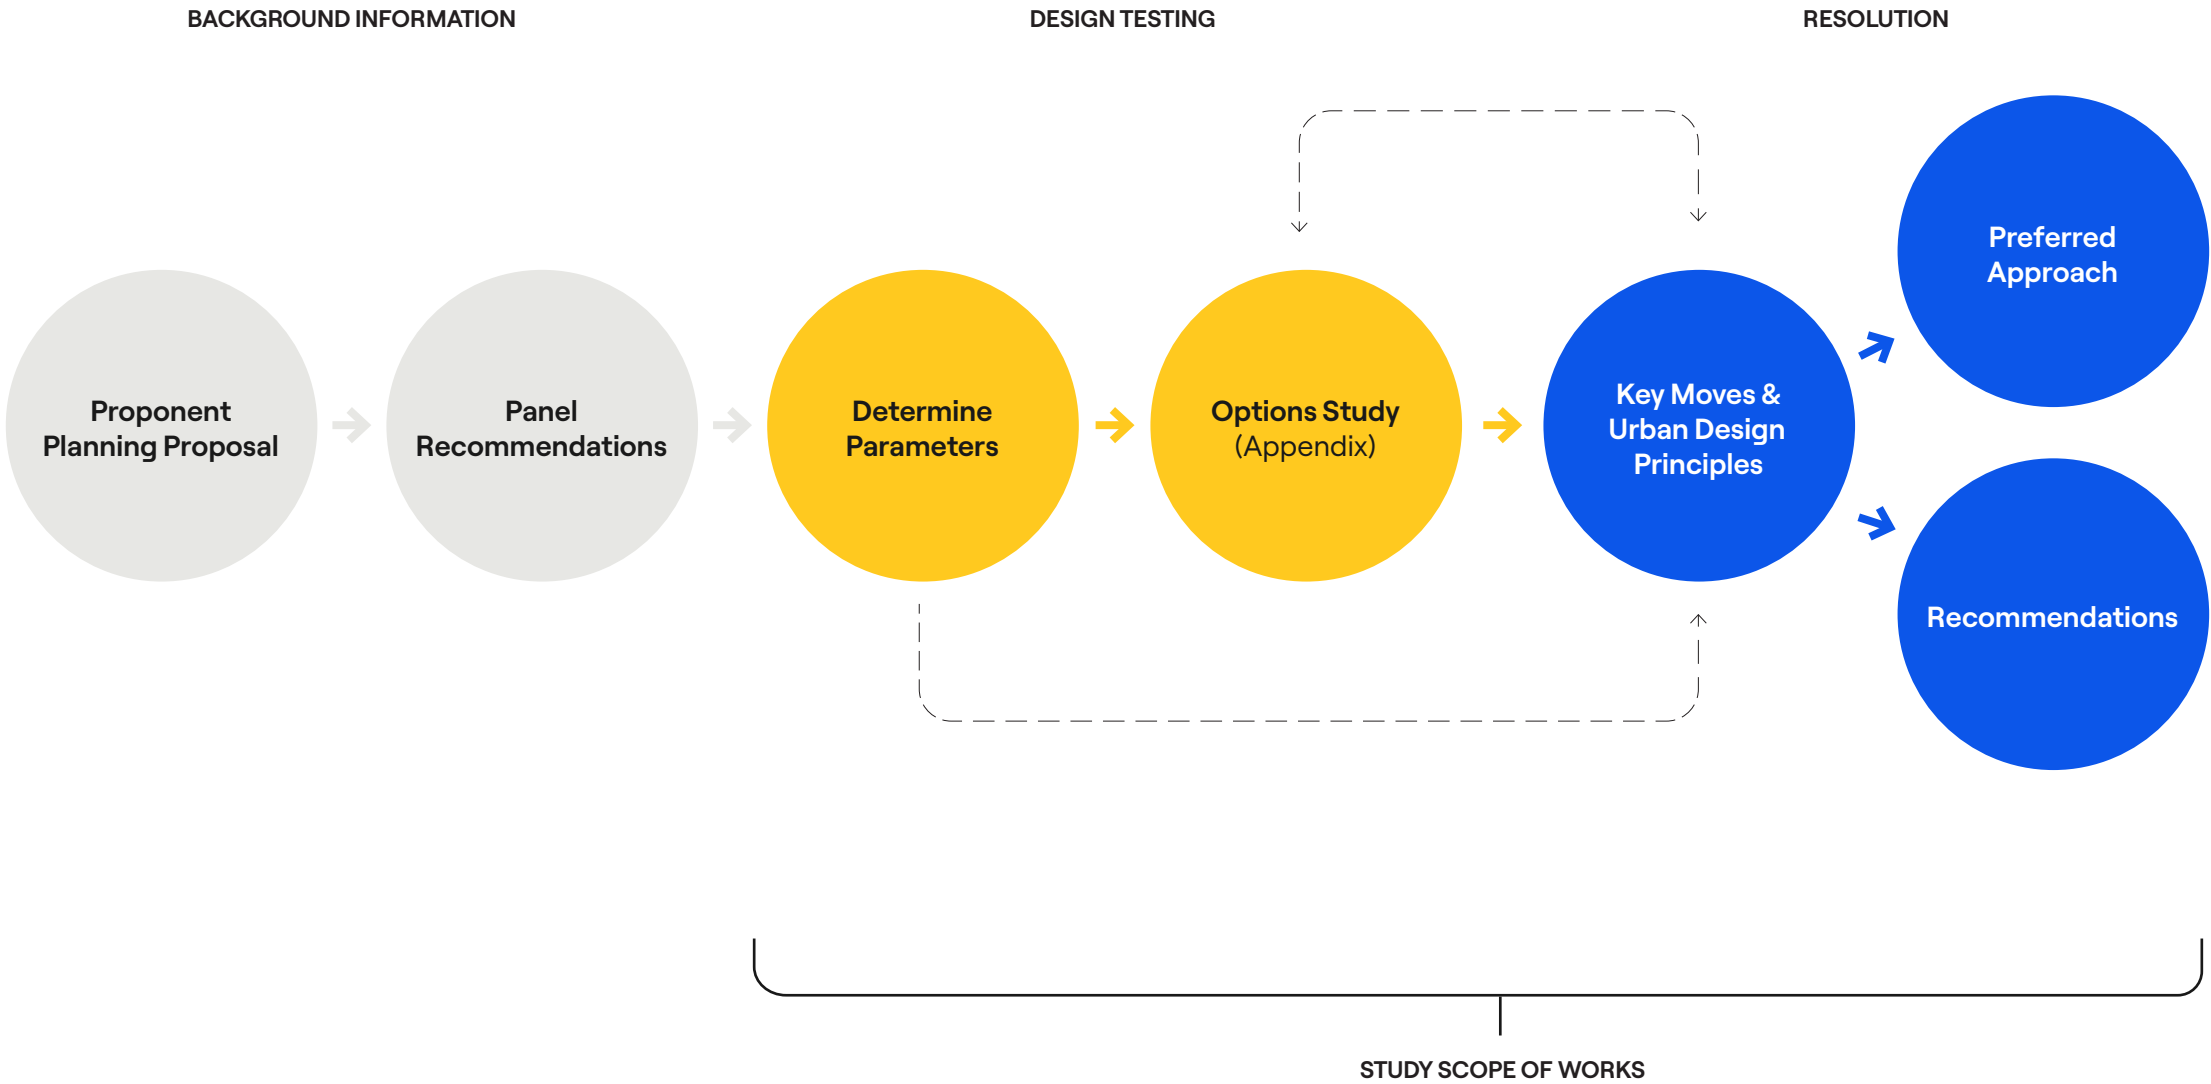 BACKGROUND INFORMATION
DESIGN TESTING
RESOLUTION
Proponent
Planning Proposal
Panel
Recommendations
Determine
Parameters
Options Study
(Appendix)
Key Moves &
Urban Design
Principles
Preferred
Approach
Recommendations
STUDY SCOPE OF WORKS